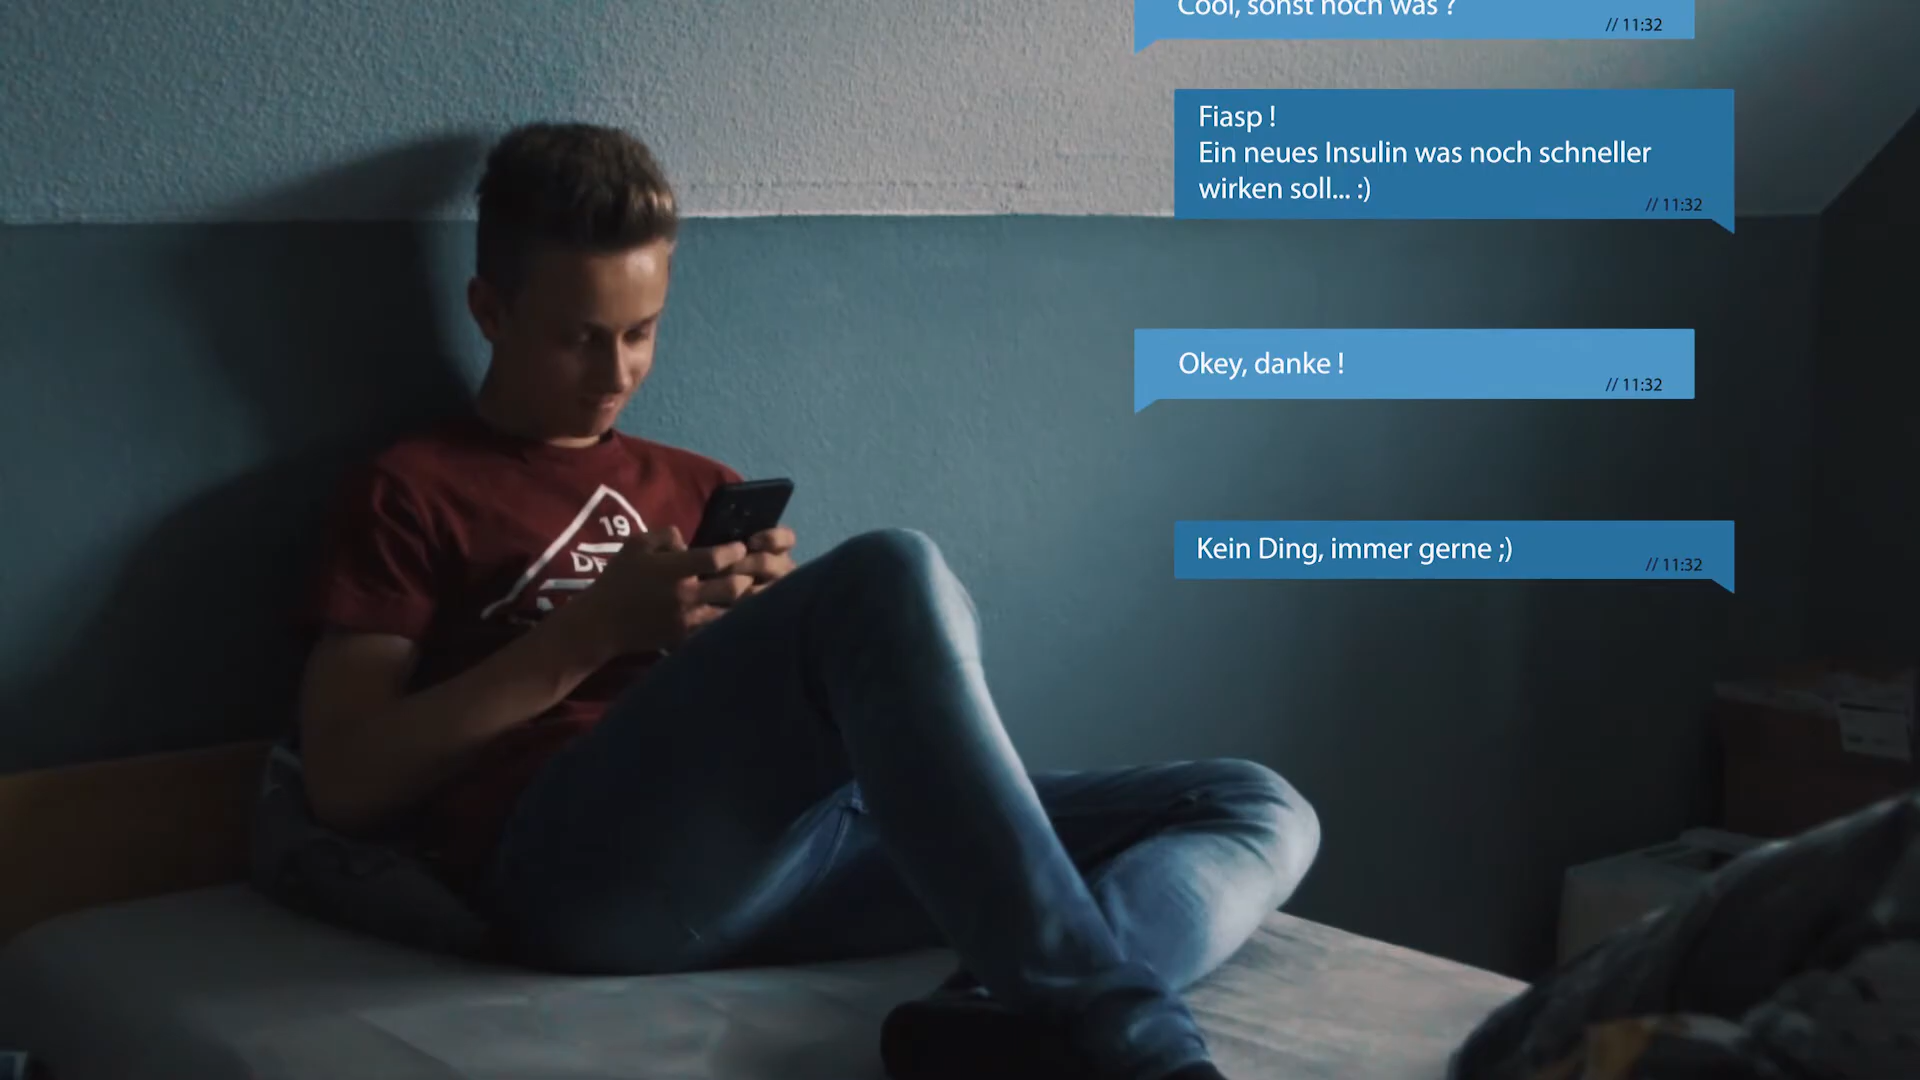 Cool, sonst noch was ?
// 11:32
Fiasp !
Ein neues Insulin was noch schneller
wirken soll... :)
// 11:32
Okey, danke !
// 11:32
Kein Ding, immer gerne ;)
// 11:32
19